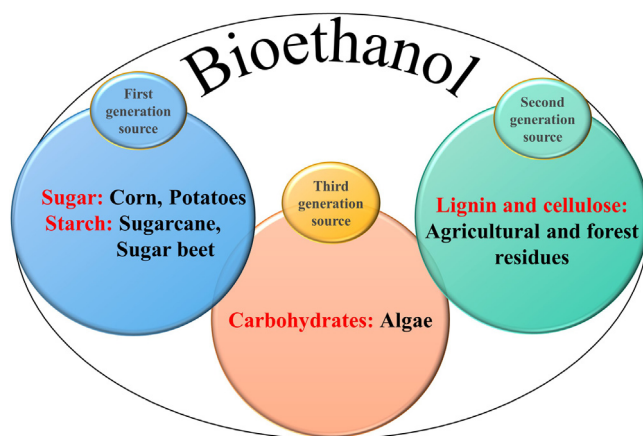 Bioethanol
First
generation
source
Sugar: Corn, Potatoes
Starch: Sugarcane,
Sugar beet
Third
generation
source
Carbohydrates: Algae
Second
generation
source
Lignin and cellulose:
Agricultural and forest
residues